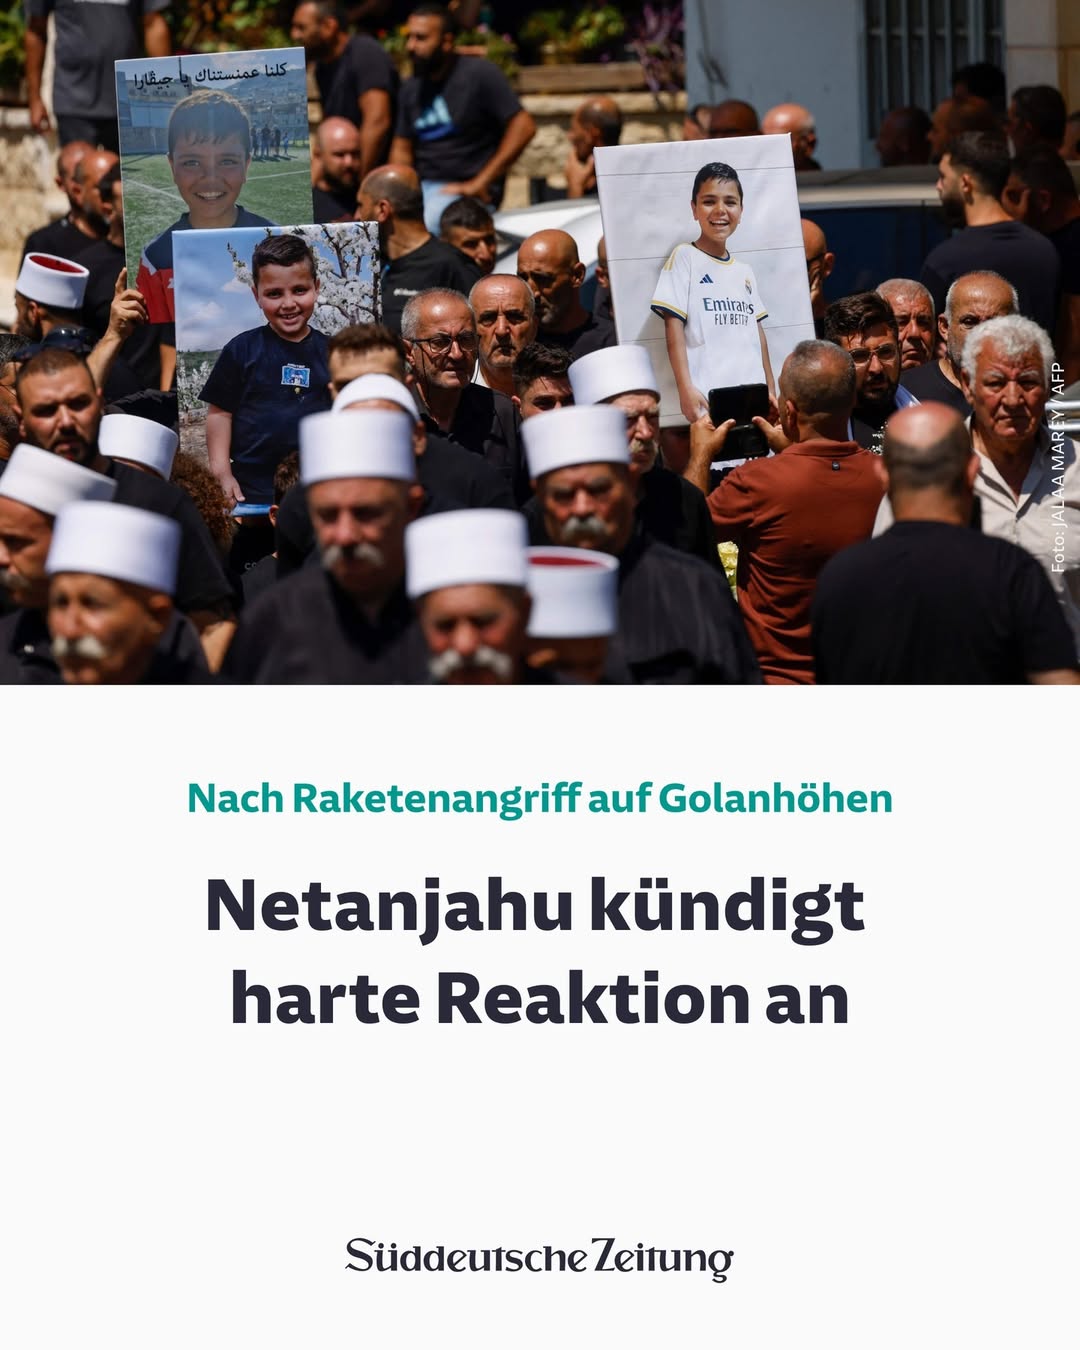 كلنا عمنستناك يا جيڤارا
Emirates
FLY BETTER
Foto: JALAA MAREY / AFP
Nach Raketenangriff auf Golanhöhen
Netanjahu kündigt
harte Reaktion an
Süddeutsche Zeitung